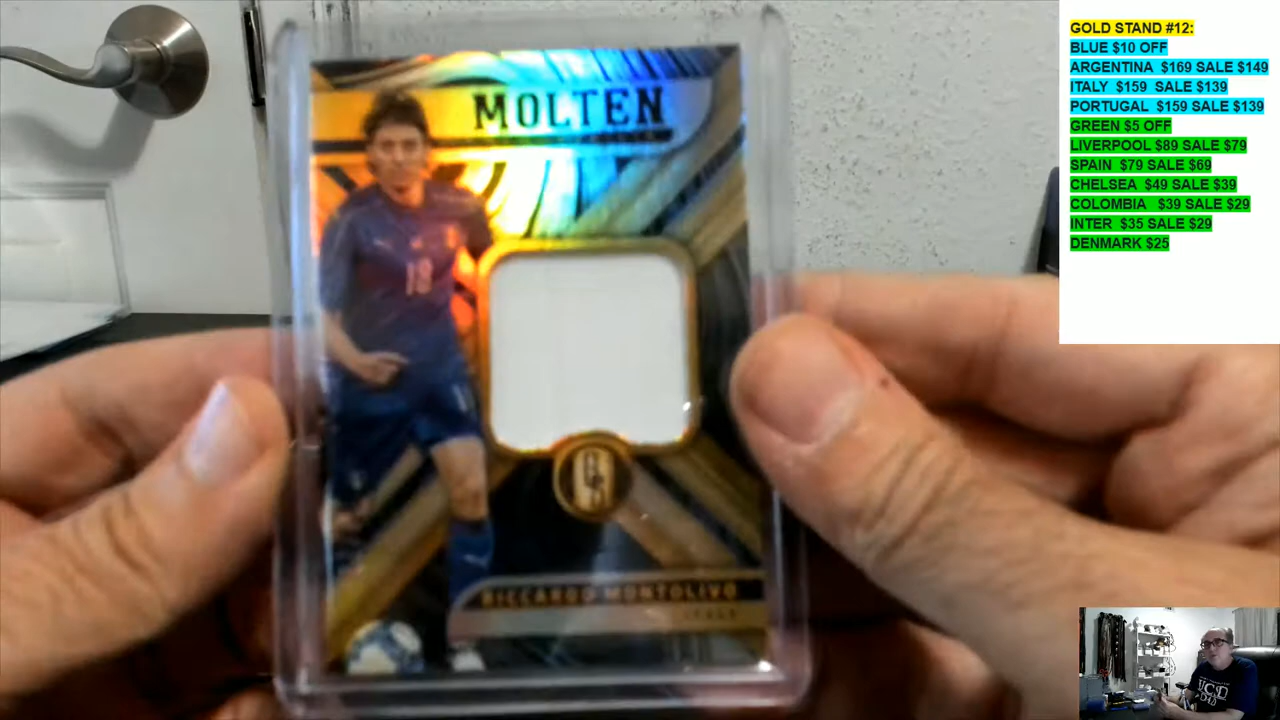 MOLTEN
18
RICCARDO MONTOLIVO
ITALY
GOLD STAND #12:
BLUE $10 OFF
ARGENTINA $169 SALE $149
ITALY $159 SALE $139
PORTUGAL $159 SALE $139
GREEN $5 OFF
LIVERPOOL $89 SALE $79
SPAIN $79 SALE $69
CHELSEA $49 SALE $39
COLOMBIA $39 SALE $29
INTER $35 SALE $29
DENMARK $25